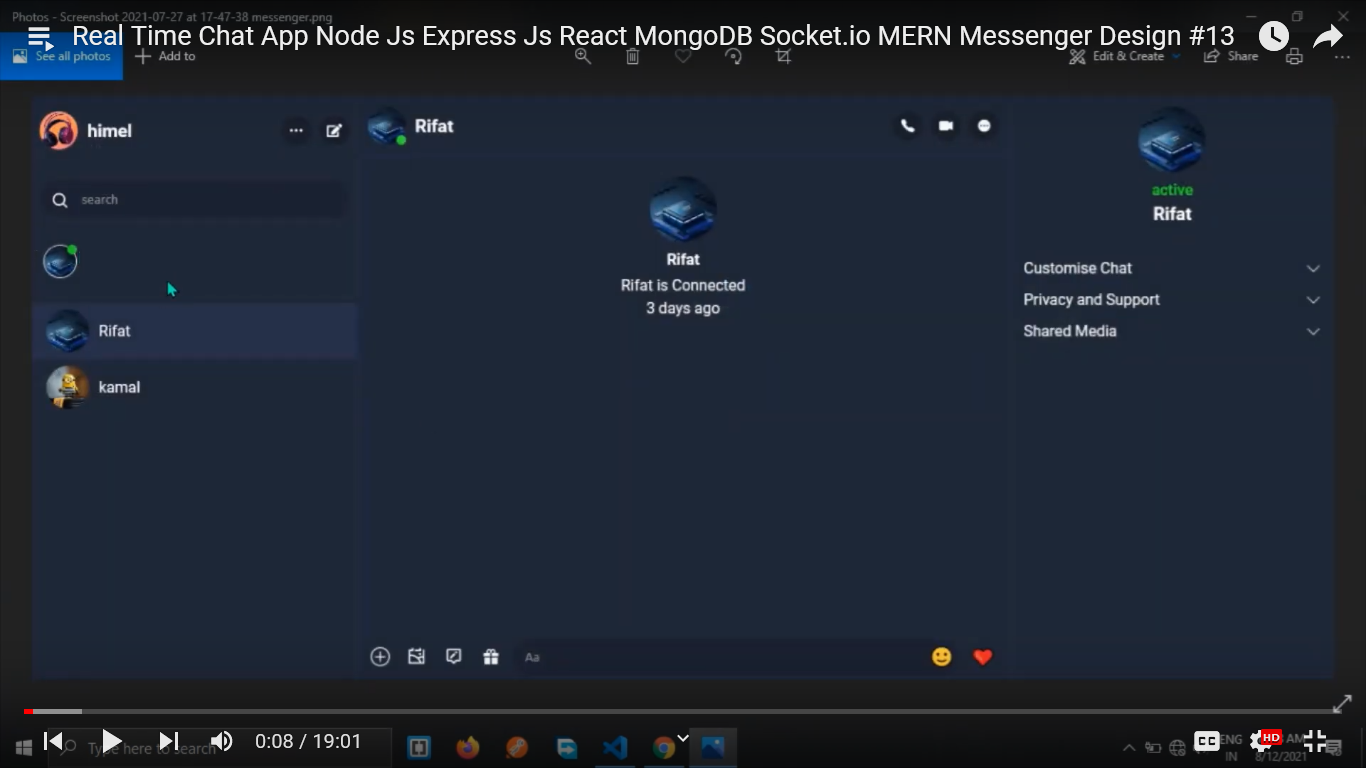 Photos - Screenshot 2021-07-27 at 17-47-38 messenger.png
Real Time Chat App Node Js Express Js React MongoDB Socket.io MERN Messenger Design #13
See all photos
Add to
Edit & Create
Share
himel
search
Rifat
kamal
Rifat
Rifat
Rifat is Connected
3 days ago
Aa
active
Rifat
Customise Chat
Privacy and Support
Shared Media
0:08 / 19:01
Type here to search
CC
HD
ENG
IN
AM
8/12/2021